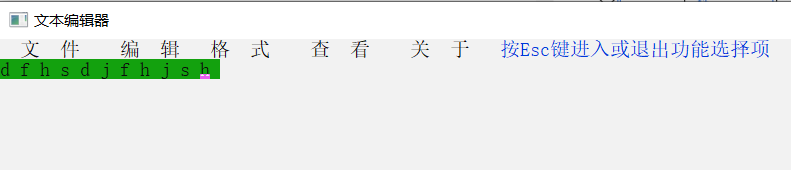 文本编辑器
文 件 编 辑 格 式 查 看 关 于 按Esc键进入或退出功能选择项
d f h s d j f h j s h